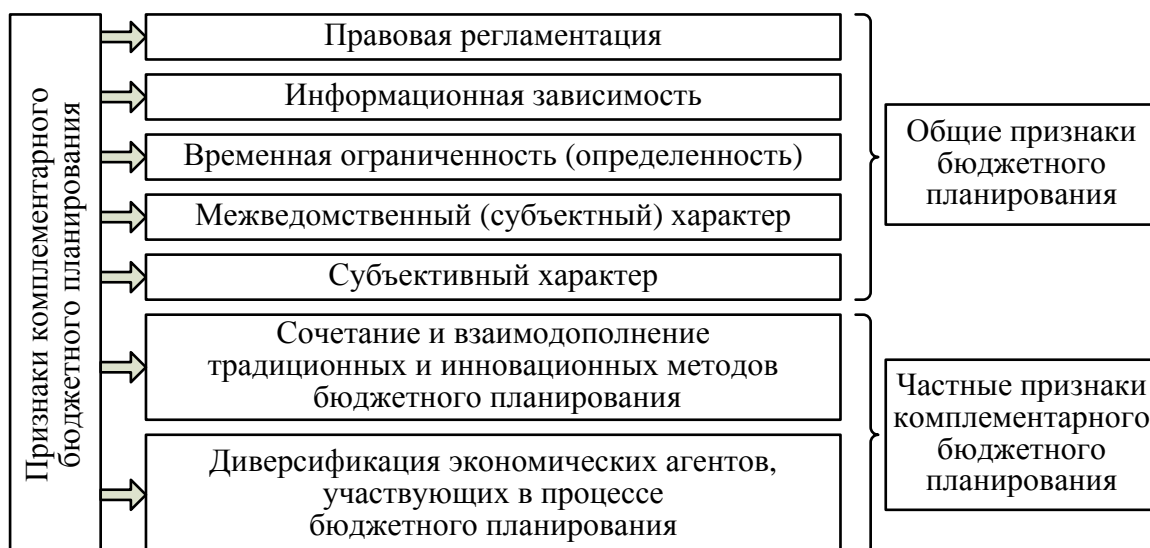 Признаки комплементарного
бюджетного планирования
Правовая регламентация
Информационная зависимость
Временная ограниченность (определенность)
Межведомственный (субъектный) характер
Субъективный характер
Сочетание и взаимодополнение
традиционных и инновационных методов
бюджетного планирования
Диверсификация экономических агентов,
участвующих в процессе
бюджетного планирования
Общие признаки
бюджетного
планирования
Частные признаки
комплементарного
бюджетного
планирования